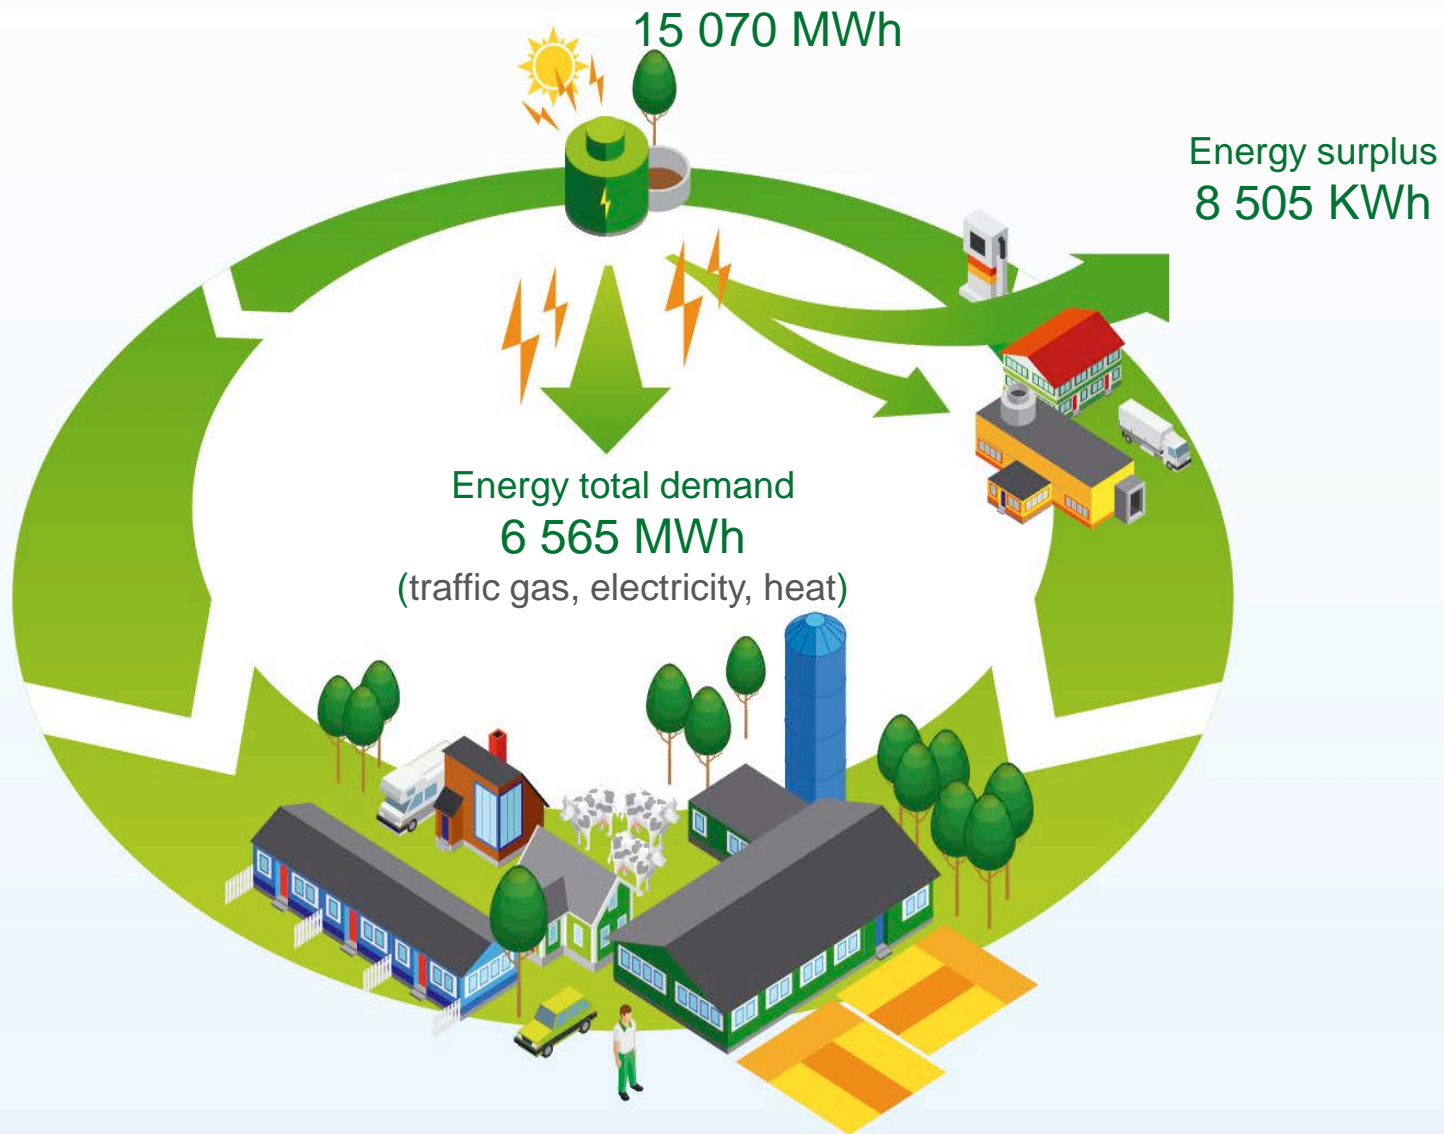 15 070 MWh
Energy surplus
8 505 KWh
Energy total demand
6 565 MWh
(traffic gas, electricity, heat)